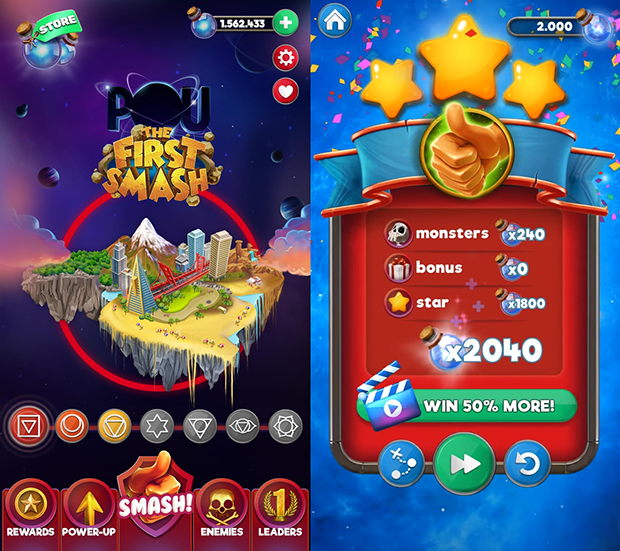 STORE
1.562.433
POU
THE
FIRST
SMASH
SMASH!
REWARDS
POWER-UP
ENEMIES
1
LEADERS
2.000
monsters x240
bonus x0
star x1800
x2040
WIN 50% MORE!